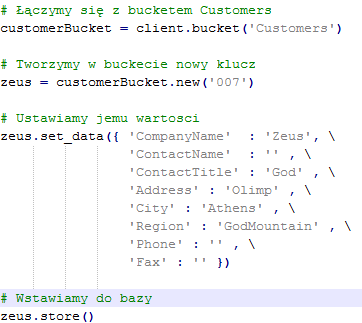 # Łączymy się z bucketem Customers
customerBucket = client.bucket('Customers')
# Tworzymy w buckecie nowy klucz
zeus = customerBucket.new('007')
# Ustawiamy jemu wartosci
zeus.set_data({ 'CompanyName' : 'Zeus', \
'ContactName' : '' , \
'ContactTitle' : 'God' , \
'Address' : 'Olimp' , \
'City' : 'Athens' , \
'Region' : 'GodMountain' , \
'Phone' : '' , \
'Fax' : '' })
# Wstawiamy do bazy
zeus.store()